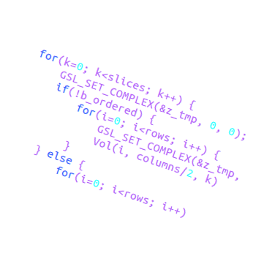 for(k=0; k<slices; k++) {
GSL_SET_COMPLEX(&z_tmp, 0, 0);
if(!b_ordered) {
for(i=0; i<rows; i++) {
GSL_SET_COMPLEX(&z_tmp,
Vol(i, columns/2, k)
}
} else {
for(i=0; i<rows; i++)